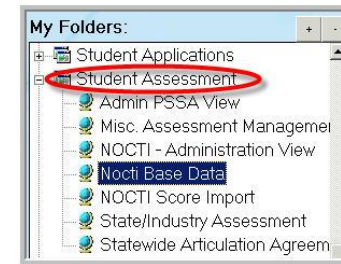 My Folders: + -
Student Applications
Student Assessment
Admin PSSA View
Misc. Assessment Managemen
NOCTI - Administration View
Nocti Base Data
NOCTI Score Import
State/Industry Assessment
Statewide Articulation Agreem